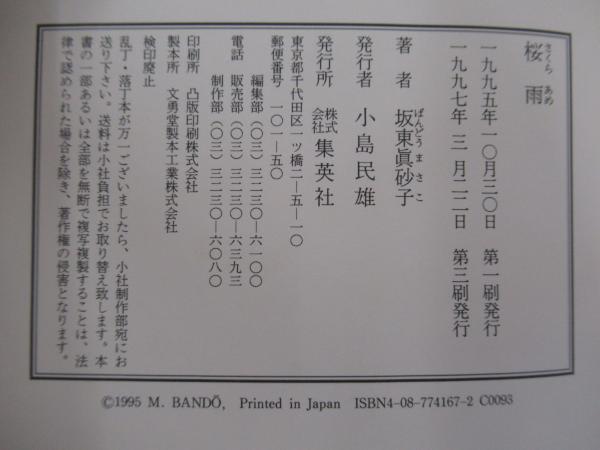 さくら あめ
桜雨
一九九五年一〇月三〇日 第一刷発行
一九九七年 三 月二二日 第三刷発行
ばんどうまさこ
著 者 坂東眞砂子
発行者 小島民雄
発行所 株式会社 集英社
東京都千代田区一ツ橋二—五—一〇
郵便番号 一〇一—五〇
編集部(〇三)三二三〇—六一〇〇
電話 販売部(〇三)三二三〇—六三九三
制作部(〇三)三二三〇—六〇八〇
印刷所 凸版印刷株式会社
製本所 文勇堂製本工業株式会社
検印廃止
乱丁・落丁本が万一ございましたら、小社制作部宛にお
送り下さい。送料は小社負担でお取り替え致します。本
書の一部あるいは全部を無断で複写複製することは、法
律で認められた場合を除き、著作権の侵害となります。
©1995 M. BANDŌ, Printed in Japan ISBN4-08-774167-2 C0093